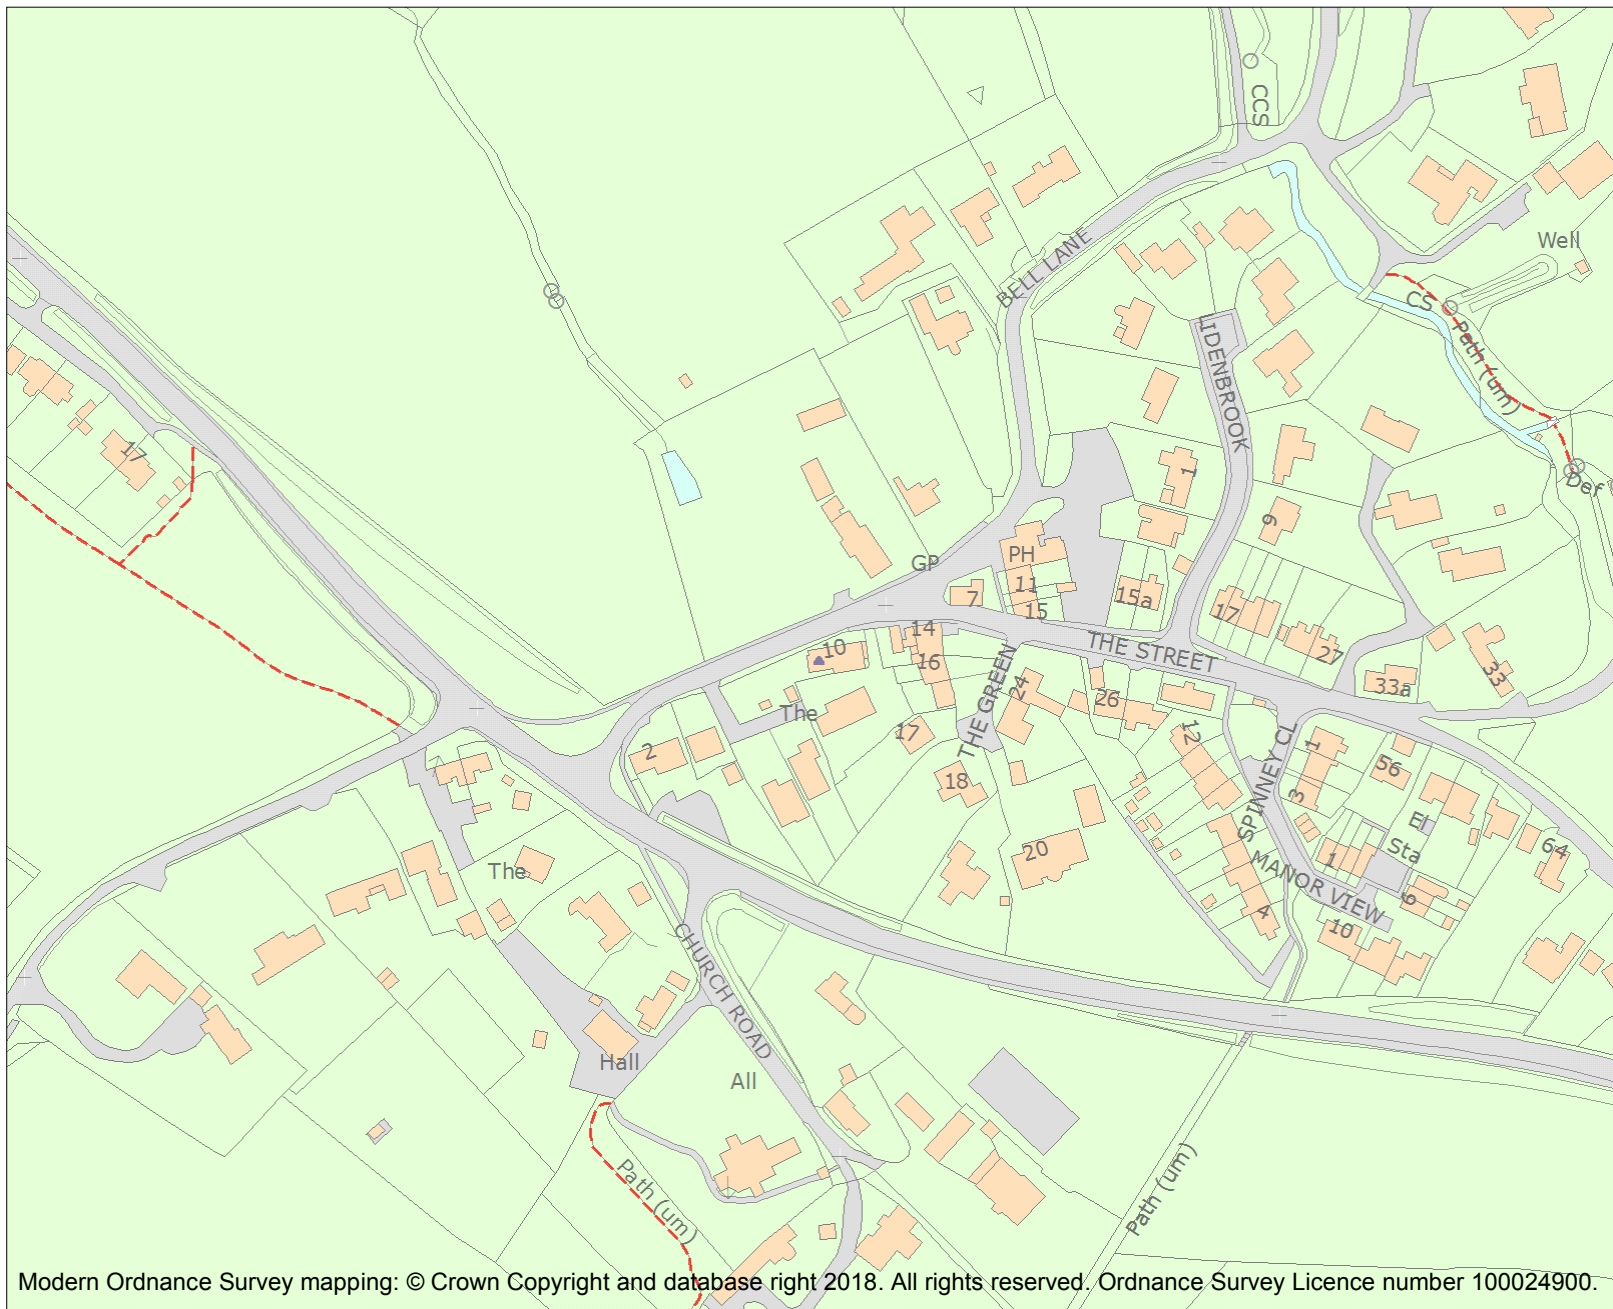 CCS
Well
BELL LANE
CS
Path (um)
LIDENBROOK
17
1
Def
9
GP
PH
11
7
15
15a
17
14
10
16
THE STREET
27
33
33a
THE GREEN
24
26
The
17
12
2
18
SPINNEY CL
1
56
3
El
Sta
64
20
1
MANOR VIEW
9
The
4
10
CHURCH ROAD
Hall
All
Path (um)
Path (um)
Modern Ordnance Survey mapping: © Crown Copyright and database right 2018. All rights reserved. Ordnance Survey Licence number 100024900.